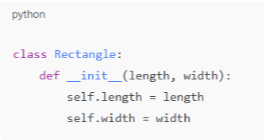 python
class Rectangle:
    def __init__(length, width):
        self.length = length
        self.width = width